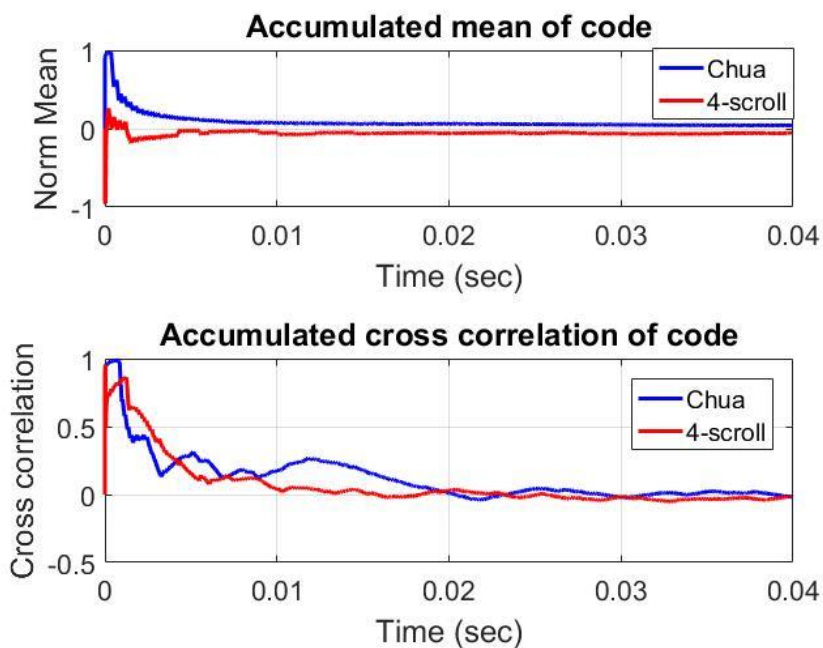 Accumulated mean of code
Norm Mean
1
0
-1
Chua
4-scroll
0 0.01 0.02 0.03 0.04
Time (sec)
Accumulated cross correlation of code
Cross correlation
1
0.5
0
-0.5
Chua
4-scroll
0 0.01 0.02 0.03 0.04
Time (sec)